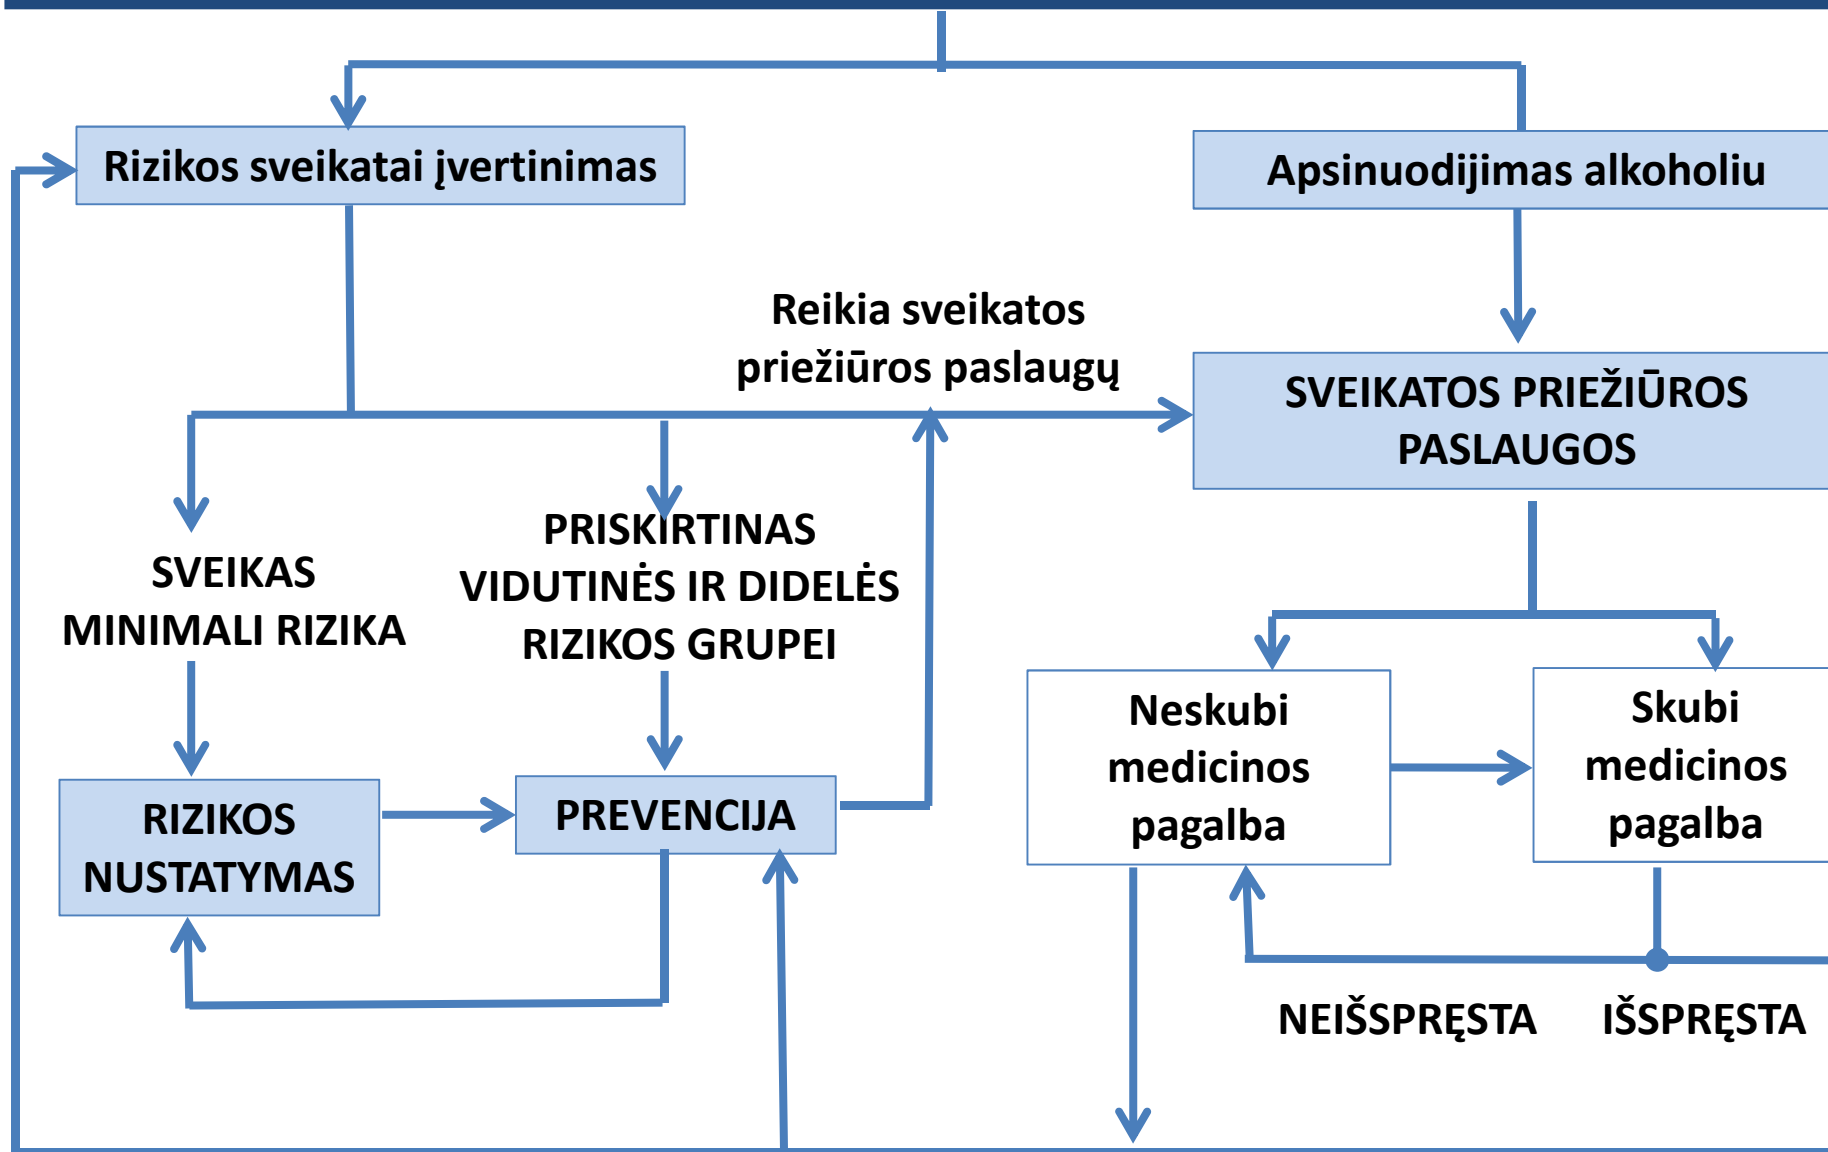 Rizikos sveikatai įvertinimas
Apsinuodijimas alkoholiu
Reikia sveikatos
priežiūros paslaugų
SVEIKATOS PRIEŽIŪROS
PASLAUGOS
SVEIKAS
MINIMALI RIZIKA
PRISKIRTINAS
VIDUTINĖS IR DIDELĖS
RIZIKOS GRUPEI
Neskubi
medicinos
pagalba
Skubi
medicinos
pagalba
RIZIKOS
NUSTATYMAS
PREVENCIJA
NEIŠSPRĘSTA
IŠSPRĘSTA